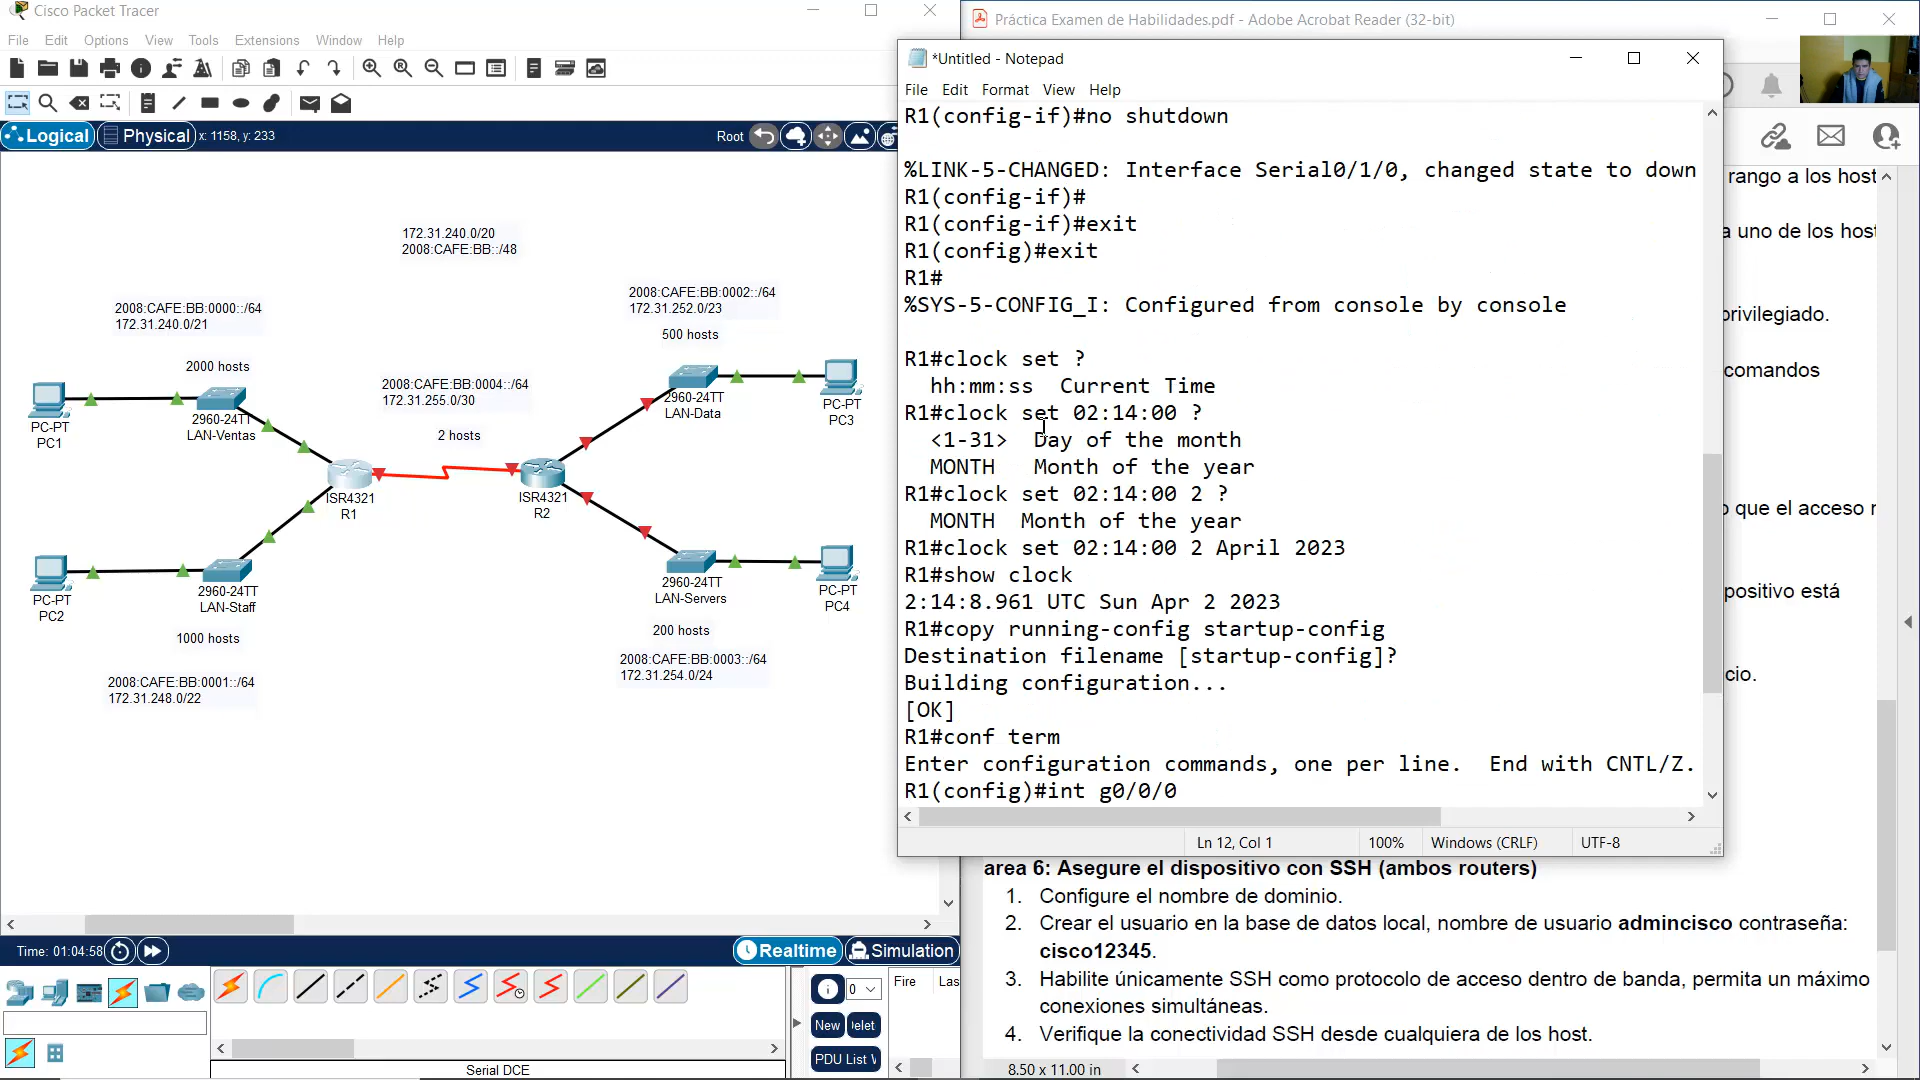 Cisco Packet Tracer
File Edit Options View Tools Extensions Window Help
Logical Physical x: 1158, y: 233 Root
172.31.240.0/20
2008:CAFE:BB::/48
2008:CAFE:BB:0000::/64
172.31.240.0/21
2000 hosts
2008:CAFE:BB:0002::/64
172.31.252.0/23
500 hosts
2008:CAFE:BB:0004::/64
172.31.255.0/30
2 hosts
PC-PT
PC1
2960-24TT
LAN-Ventas
2960-24TT
LAN-Data
PC-PT
PC3
ISR4321
R1
ISR4321
R2
PC-PT
PC2
2960-24TT
LAN-Staff
1000 hosts
2960-24TT
LAN-Servers
200 hosts
PC-PT
PC4
2008:CAFE:BB:0003::/64
172.31.254.0/24
2008:CAFE:BB:0001::/64
172.31.248.0/22
Time: 01:04:58
Realtime Simulation
0
Fire Las
New elet
PDU List V
Serial DCE
Práctica Examen de Habilidades.pdf - Adobe Acrobat Reader (32-bit)
*Untitled - Notepad
File Edit Format View Help
R1(config-if)#no shutdown
%LINK-5-CHANGED: Interface Serial0/1/0, changed state to down
R1(config-if)#
R1(config-if)#exit
R1(config)#exit
R1#
%SYS-5-CONFIG_I: Configured from console by console
R1#clock set ?
hh:mm:ss Current Time
R1#clock set 02:14:00 ?
<1-31> Day of the month
MONTH Month of the year
R1#clock set 02:14:00 2 ?
MONTH Month of the year
R1#clock set 02:14:00 2 April 2023
R1#show clock
2:14:8.961 UTC Sun Apr 2 2023
R1#copy running-config startup-config
Destination filename [startup-config]?
Building configuration...
[OK]
R1#conf term
Enter configuration commands, one per line. End with CNTL/Z.
R1(config)#int g0/0/0
Ln 12, Col 1 100% Windows (CRLF) UTF-8
rango a los host
a uno de los host
privilegiado.
comandos
o que el acceso r
positivo está
cio.
area 6: Asegure el dispositivo con SSH (ambos routers)
1. Configure el nombre de dominio.
2. Crear el usuario en la base de datos local, nombre de usuario admincisco contraseña:
cisco12345.
3. Habilite únicamente SSH como protocolo de acceso dentro de banda, permita un máximo
conexiones simultáneas.
4. Verifique la conectividad SSH desde cualquiera de los host.
8.50 x 11.00 in